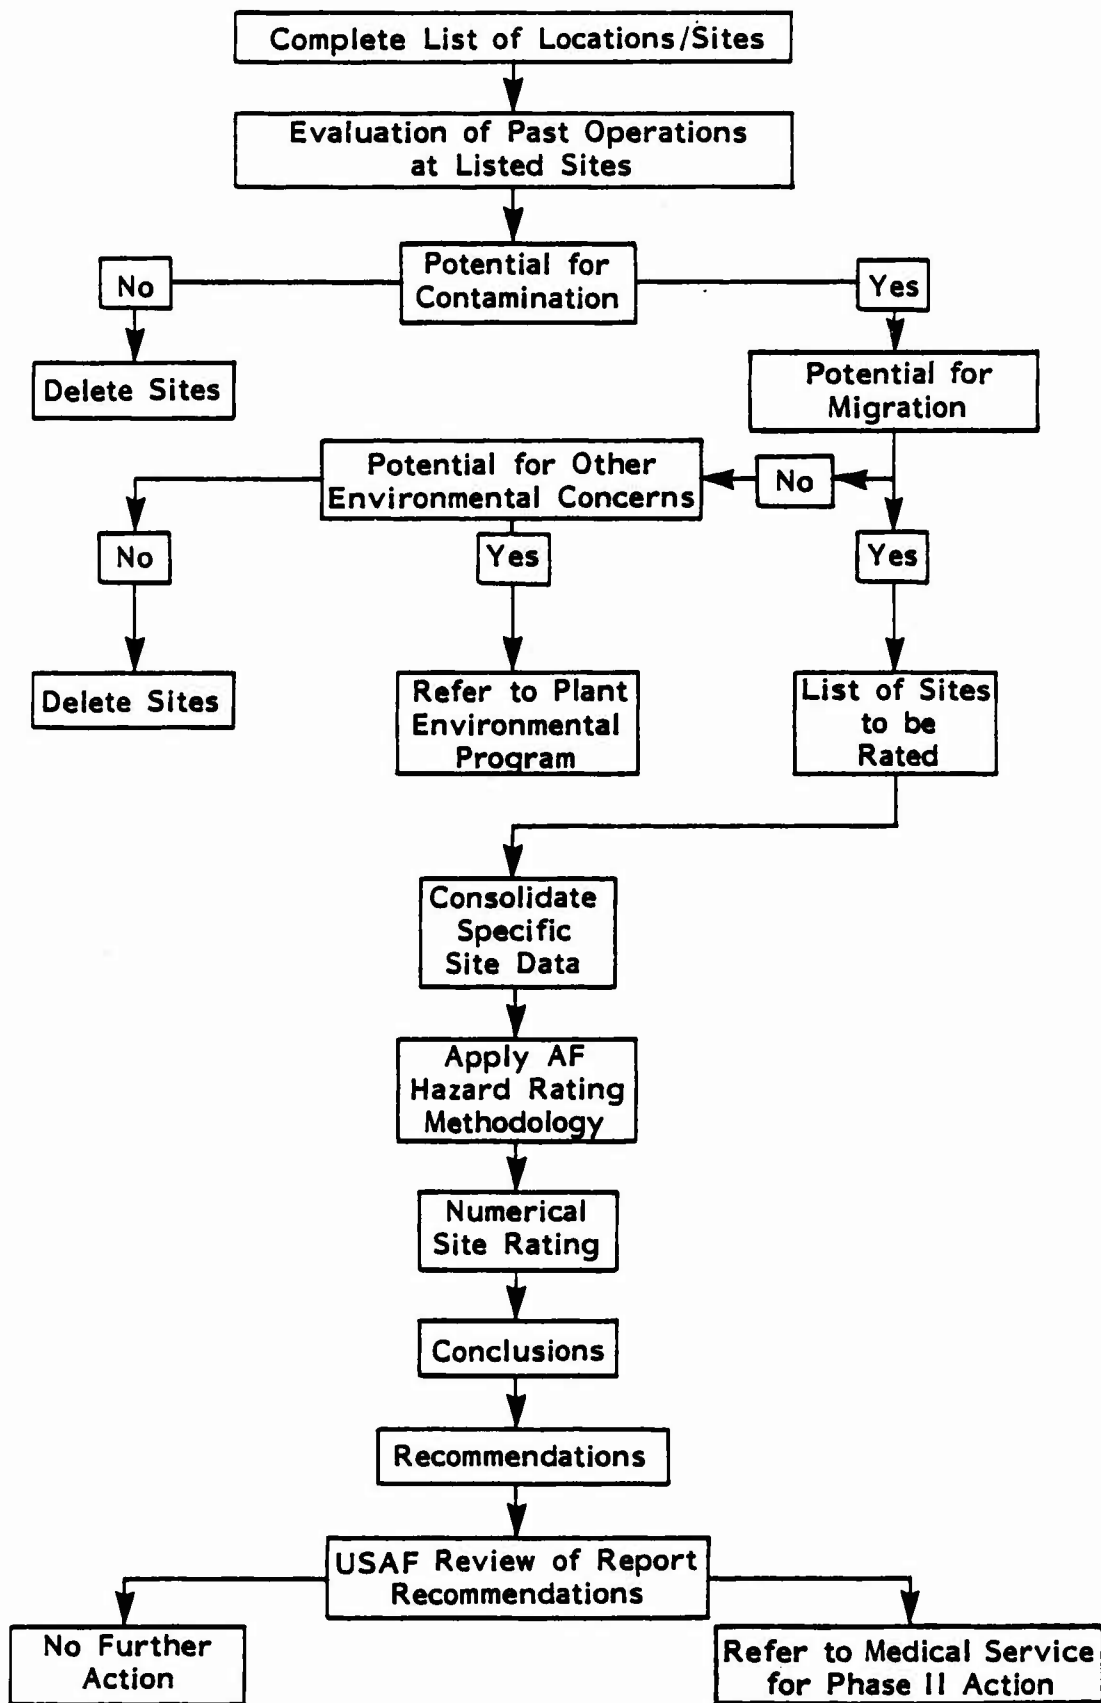 Complete List of Locations/Sites
Evaluation of Past Operations
at Listed Sites
Potential for
Contamination
No
Yes
Delete Sites
Potential for
Migration
Potential for Other
Environmental Concerns
No
No
Yes
Yes
Delete Sites
Refer to Plant
Environmental
Program
List of Sites
to be
Rated
Consolidate
Specific
Site Data
Apply AF
Hazard Rating
Methodology
Numerical
Site Rating
Conclusions
Recommendations
USAF Review of Report
Recommendations
No Further
Action
Refer to Medical Service
for Phase II Action